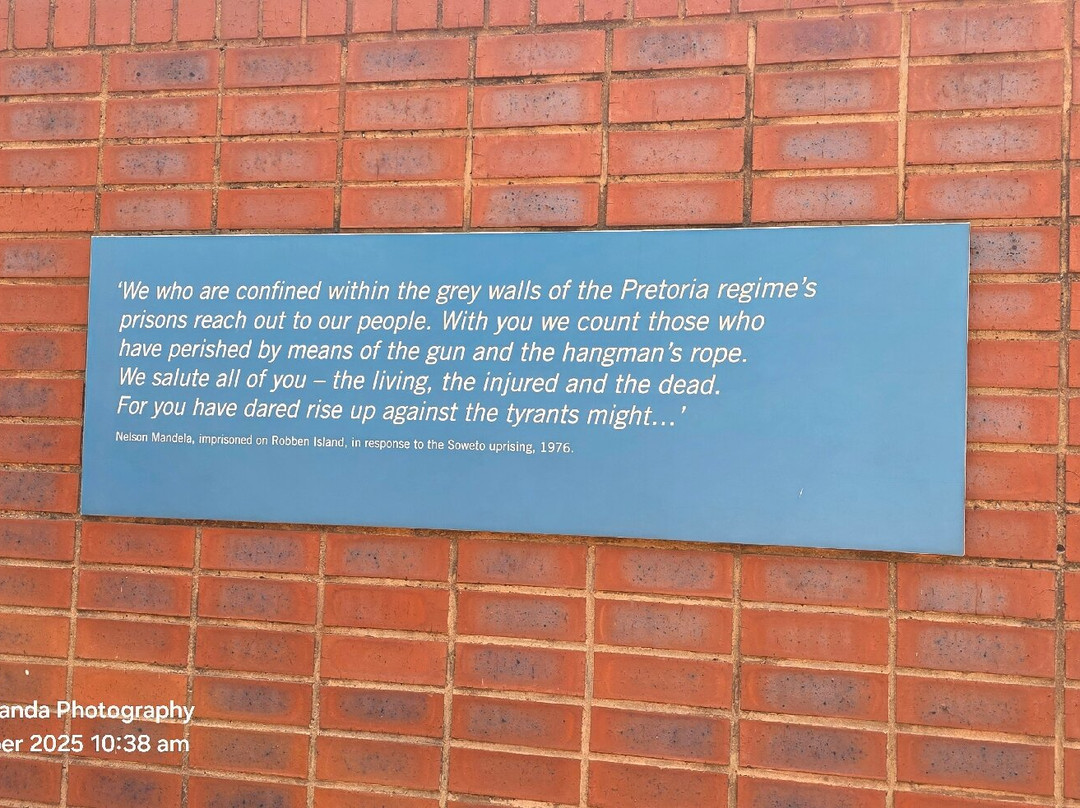 ‘We who are confined within the grey walls of the Pretoria regime’s
prisons reach out to our people. With you we count those who
have perished by means of the gun and the hangman’s rope.
We salute all of you – the living, the injured and the dead.
For you have dared rise up against the tyrants might...’
Nelson Mandela, imprisoned on Robben Island, in response to the Soweto uprising, 1976.
Photography
2025 10:38 am